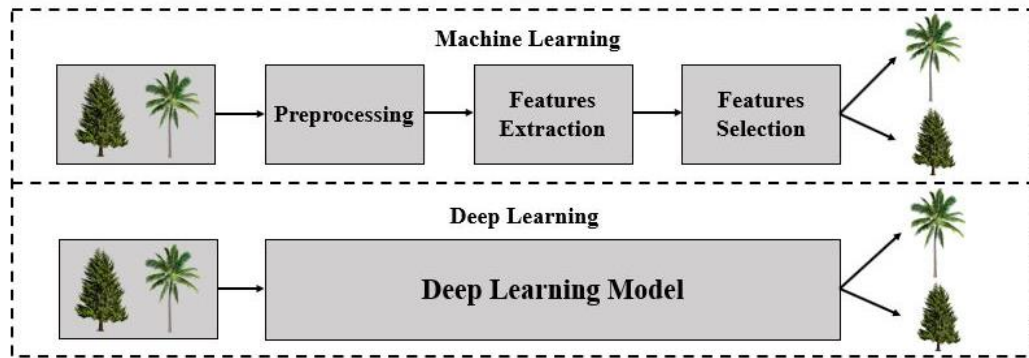 Machine Learning
Preprocessing
Features
Extraction
Features
Selection
Deep Learning
Deep Learning Model